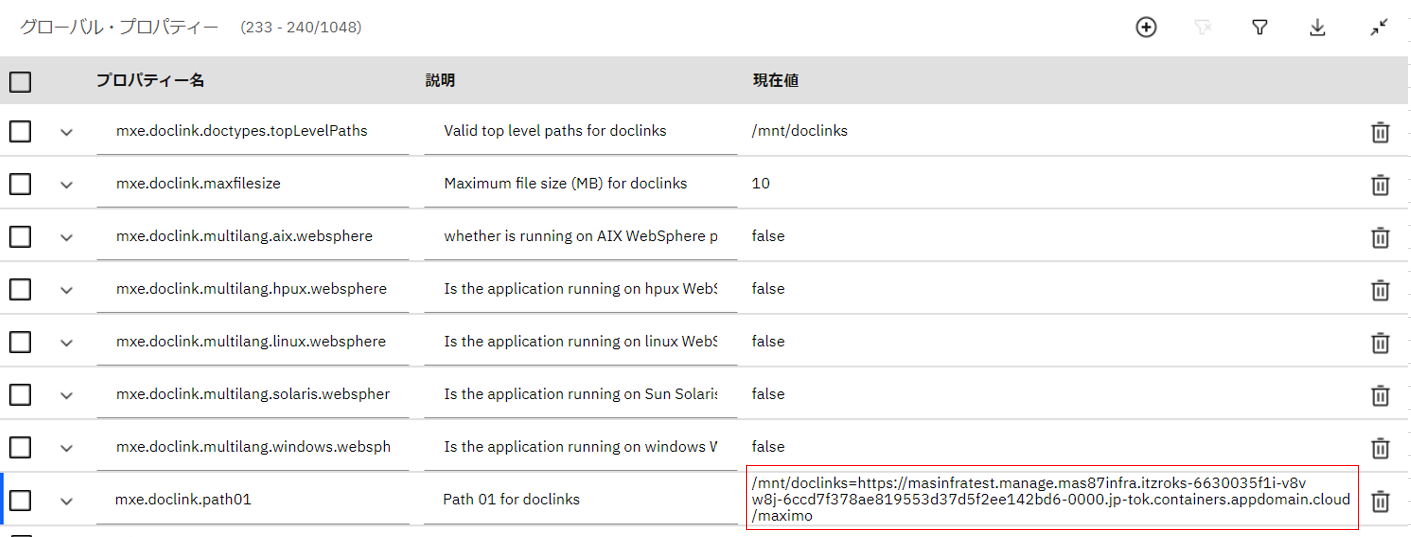 グローバル・プロパティー (233 - 240/1048)
プロパティー名 説明 現在値
mxe.doclink.doctypes.topLevelPaths Valid top level paths for doclinks /mnt/doclinks
mxe.doclink.maxfilesize Maximum file size (MB) for doclinks 10
mxe.doclink.multilang.aix.websphere whether is running on AIX WebSphere p false
mxe.doclink.multilang.hpux.websphere Is the application running on hpux WebS false
mxe.doclink.multilang.linux.websphere Is the application running on linux WebS false
mxe.doclink.multilang.solaris.webspher Is the application running on Sun Solaris false
mxe.doclink.multilang.windows.websph Is the application running on windows W false
mxe.doclink.path01 Path 01 for doclinks /mnt/doclinks=https://masinfratest.manage.mas87infra.itzroks-6630035f1i-v8v
w8j-6ccd7f378ae819553d37d5f2ee142bd6-0000.jp-tok.containers.appdomain.cloud
/maximo